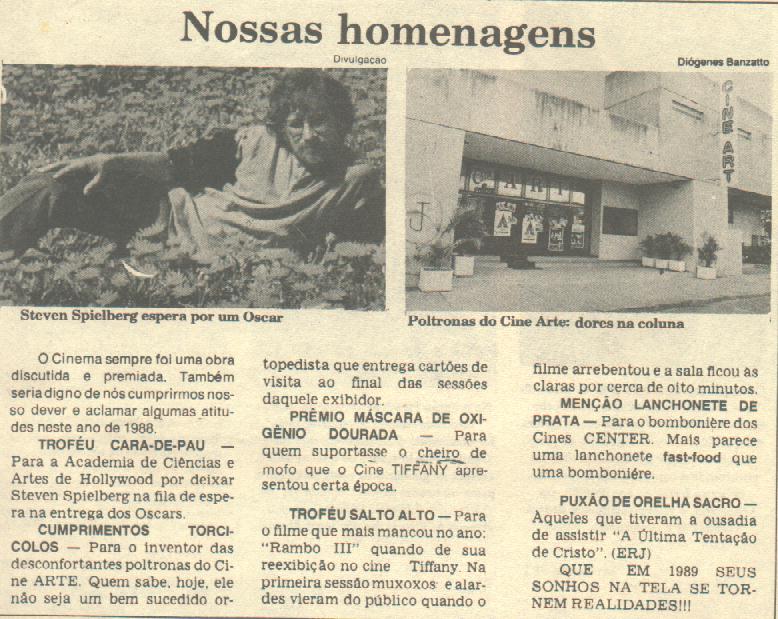 Nossas homenagens
Divulgação
Diógenes Banzatto
CINE ART
Cine ART
Steven Spielberg espera por um Oscar
Poltronas do Cine Arte: dores na coluna
O Cinema sempre foi uma obra
discutida e premiada. Também
seria digno de nós cumprirmos nos-
so dever e aclamar algumas atitu-
des neste ano de 1988.
TROFÉU CARA-DE-PAU —
Para a Academia de Ciências e
Artes de Hollywood por deixar
Steven Spielberg na fila de espe-
ra na entrega dos Oscars.
CUMPRIMENTOS TORCI-
COLOS — Para o inventor das
desconfortantes poltronas do Ci-
ne ARTE. Quem sabe, hoje, ele
não seja um bem sucedido or-
topedista que entrega cartões de
visita ao final das sessões
daquele exibidor.
PRÊMIO MÁSCARA DE OXI-
GÊNIO DOURADA — Para
quem suportasse o cheiro de
mofo que o Cine TIFFANY apre-
sentou certa época.
TROFÉU SALTO ALTO — Para
o filme que mais mancou no ano:
"Rambo III" quando de sua
reexibição no cine Tiffany. Na
primeira sessão muxoxos e alar-
des vieram do público quando o
filme arrebentou e a sala ficou às
claras por cerca de oito minutos.
MENÇÃO LANCHONETE DE
PRATA — Para o bombonière dos
Cines CENTER. Mais parece
uma lanchonete fast-food que
uma bombonière.
PUXÃO DE ORELHA SACRO —
Aqueles que tiveram a ousadia
de assistir "A Última Tentação
de Cristo". (ERJ)
QUE EM 1989 SEUS
SONHOS NA TELA SE TOR-
NEM REALIDADES!!!